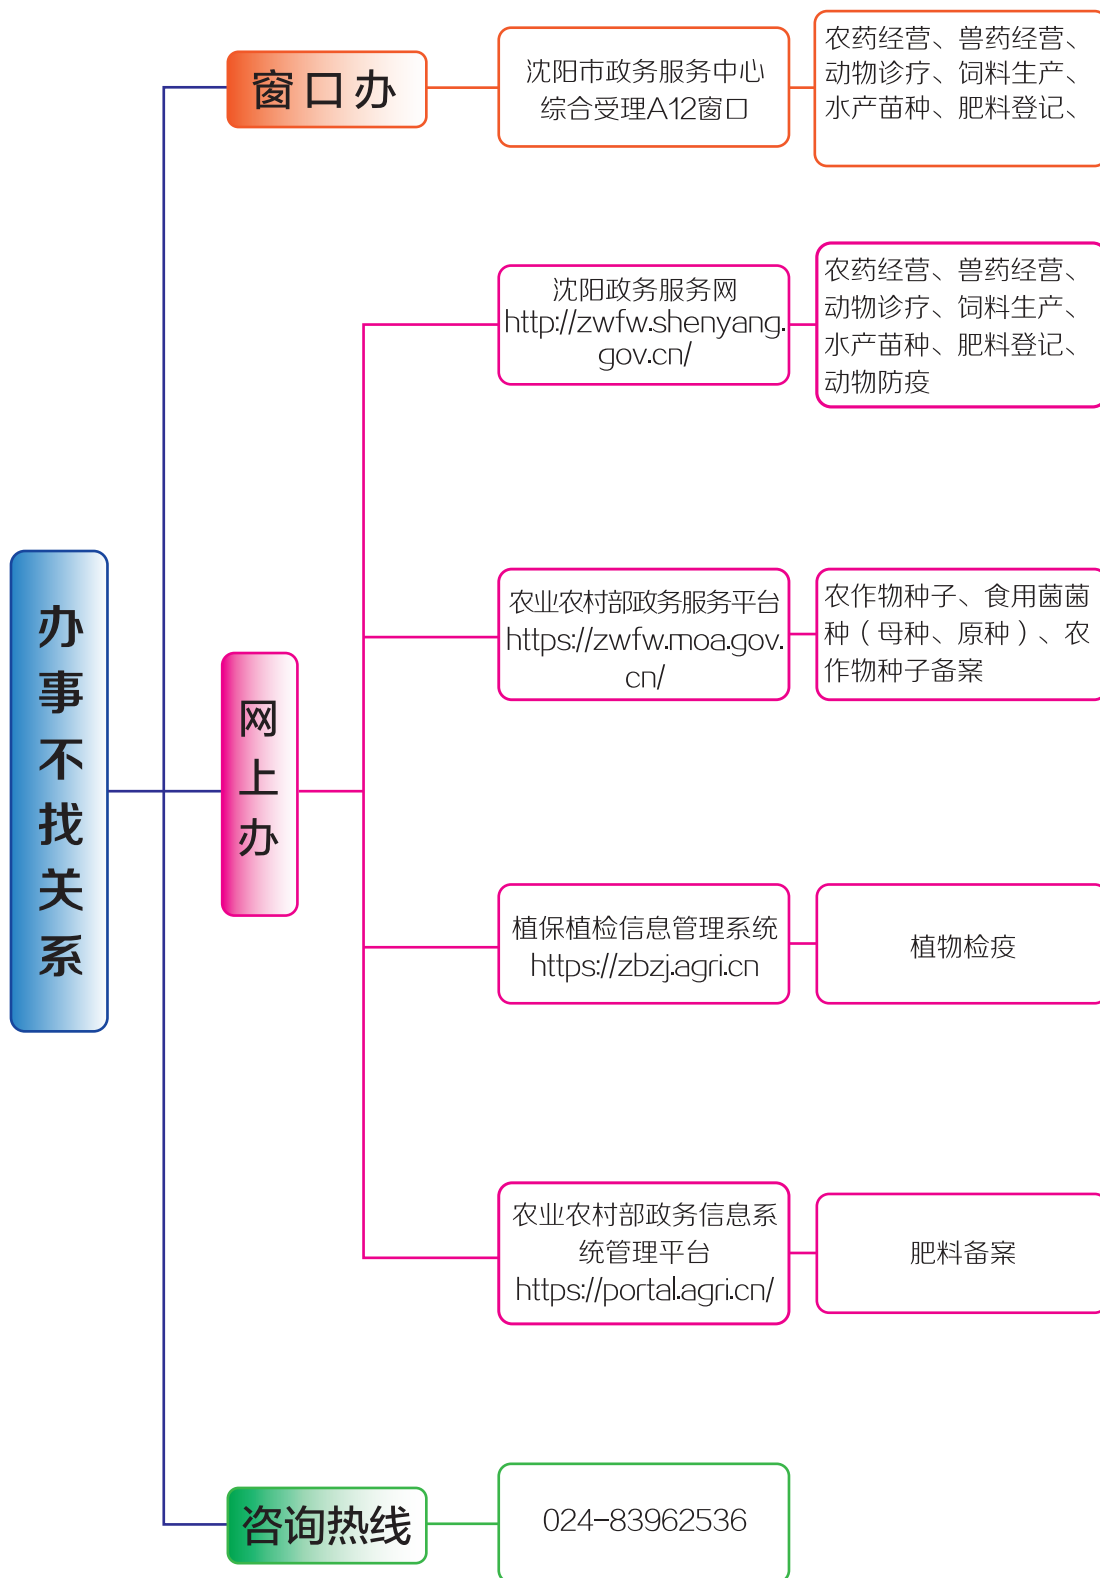 办事不找关系
窗口办
沈阳市政务服务中心
综合受理A12窗口
农药经营、兽药经营、
动物诊疗、饲料生产、
水产苗种、肥料登记、
网上办
沈阳政务服务网
http://zwfw.shenyang.
gov.cn/
农药经营、兽药经营、
动物诊疗、饲料生产、
水产苗种、肥料登记、
动物防疫
农业农村部政务服务平台
https://zwfw.moa.gov.
cn/
农作物种子、食用菌菌
种（母种、原种）、农
作物种子备案
植保植检信息管理系统
https://zbzj.agri.cn
植物检疫
农业农村部政务信息系
统管理平台
https://portal.agri.cn/
肥料备案
咨询热线
024-83962536